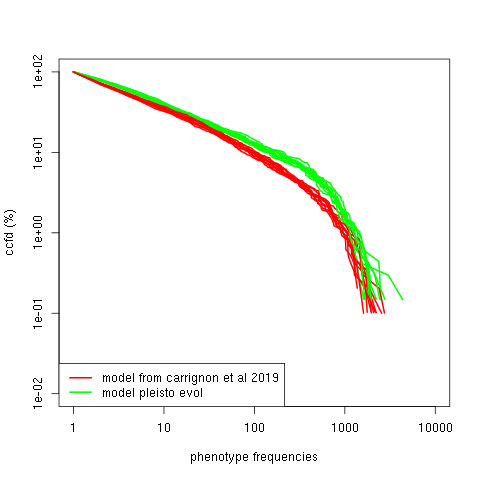 1e+02
1e+01
1e+00
1e-01
1e-02
ccfd (%)
model from carrignon et al 2019
model pleisto evol
1 10 100 1000 10000
phenotype frequencies